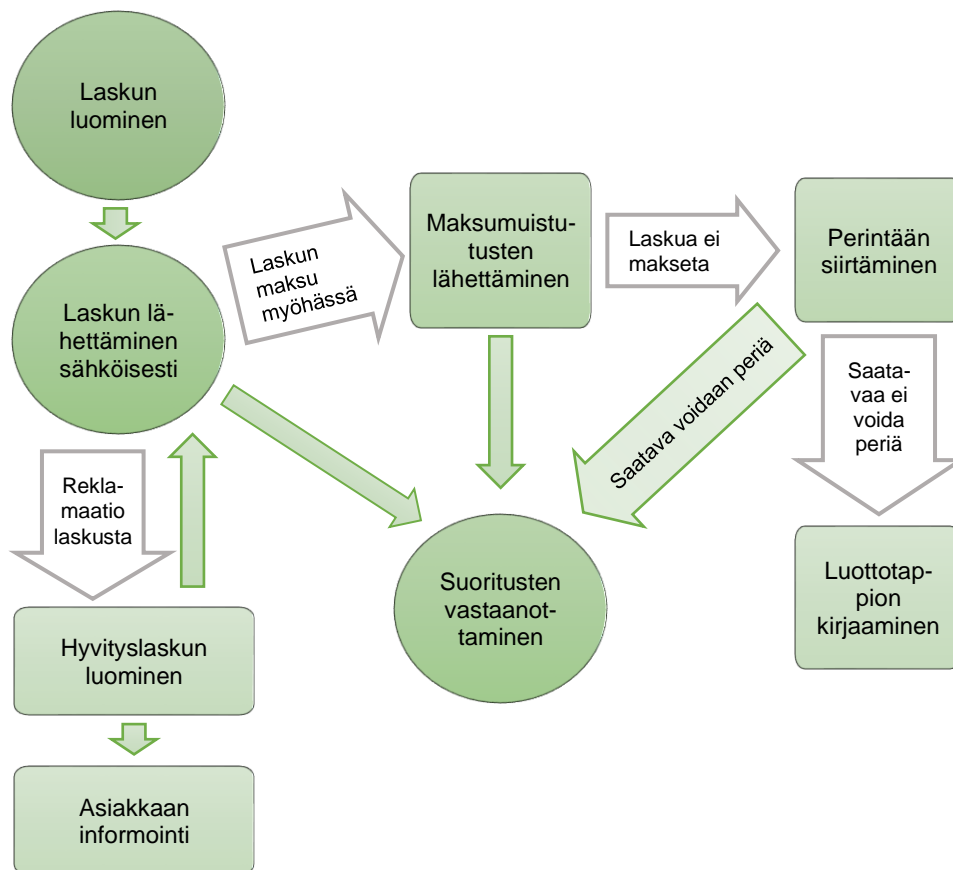 Laskun
luominen
Laskun lä-
hettäminen
sähköisesti
Laskun
maksu
myöhässä
Maksumuistu-
tusten
lähettäminen
Laskua ei
makseta
Perintään
siirtäminen
Saatava voidaan periä
Saata-
vaa ei
voida
periä
Rekla-
maatio
laskusta
Suoritusten
vastaanot-
taminen
Luottotap-
pion
kirjaaminen
Hyvityslaskun
luominen
Asiakkaan
informointi